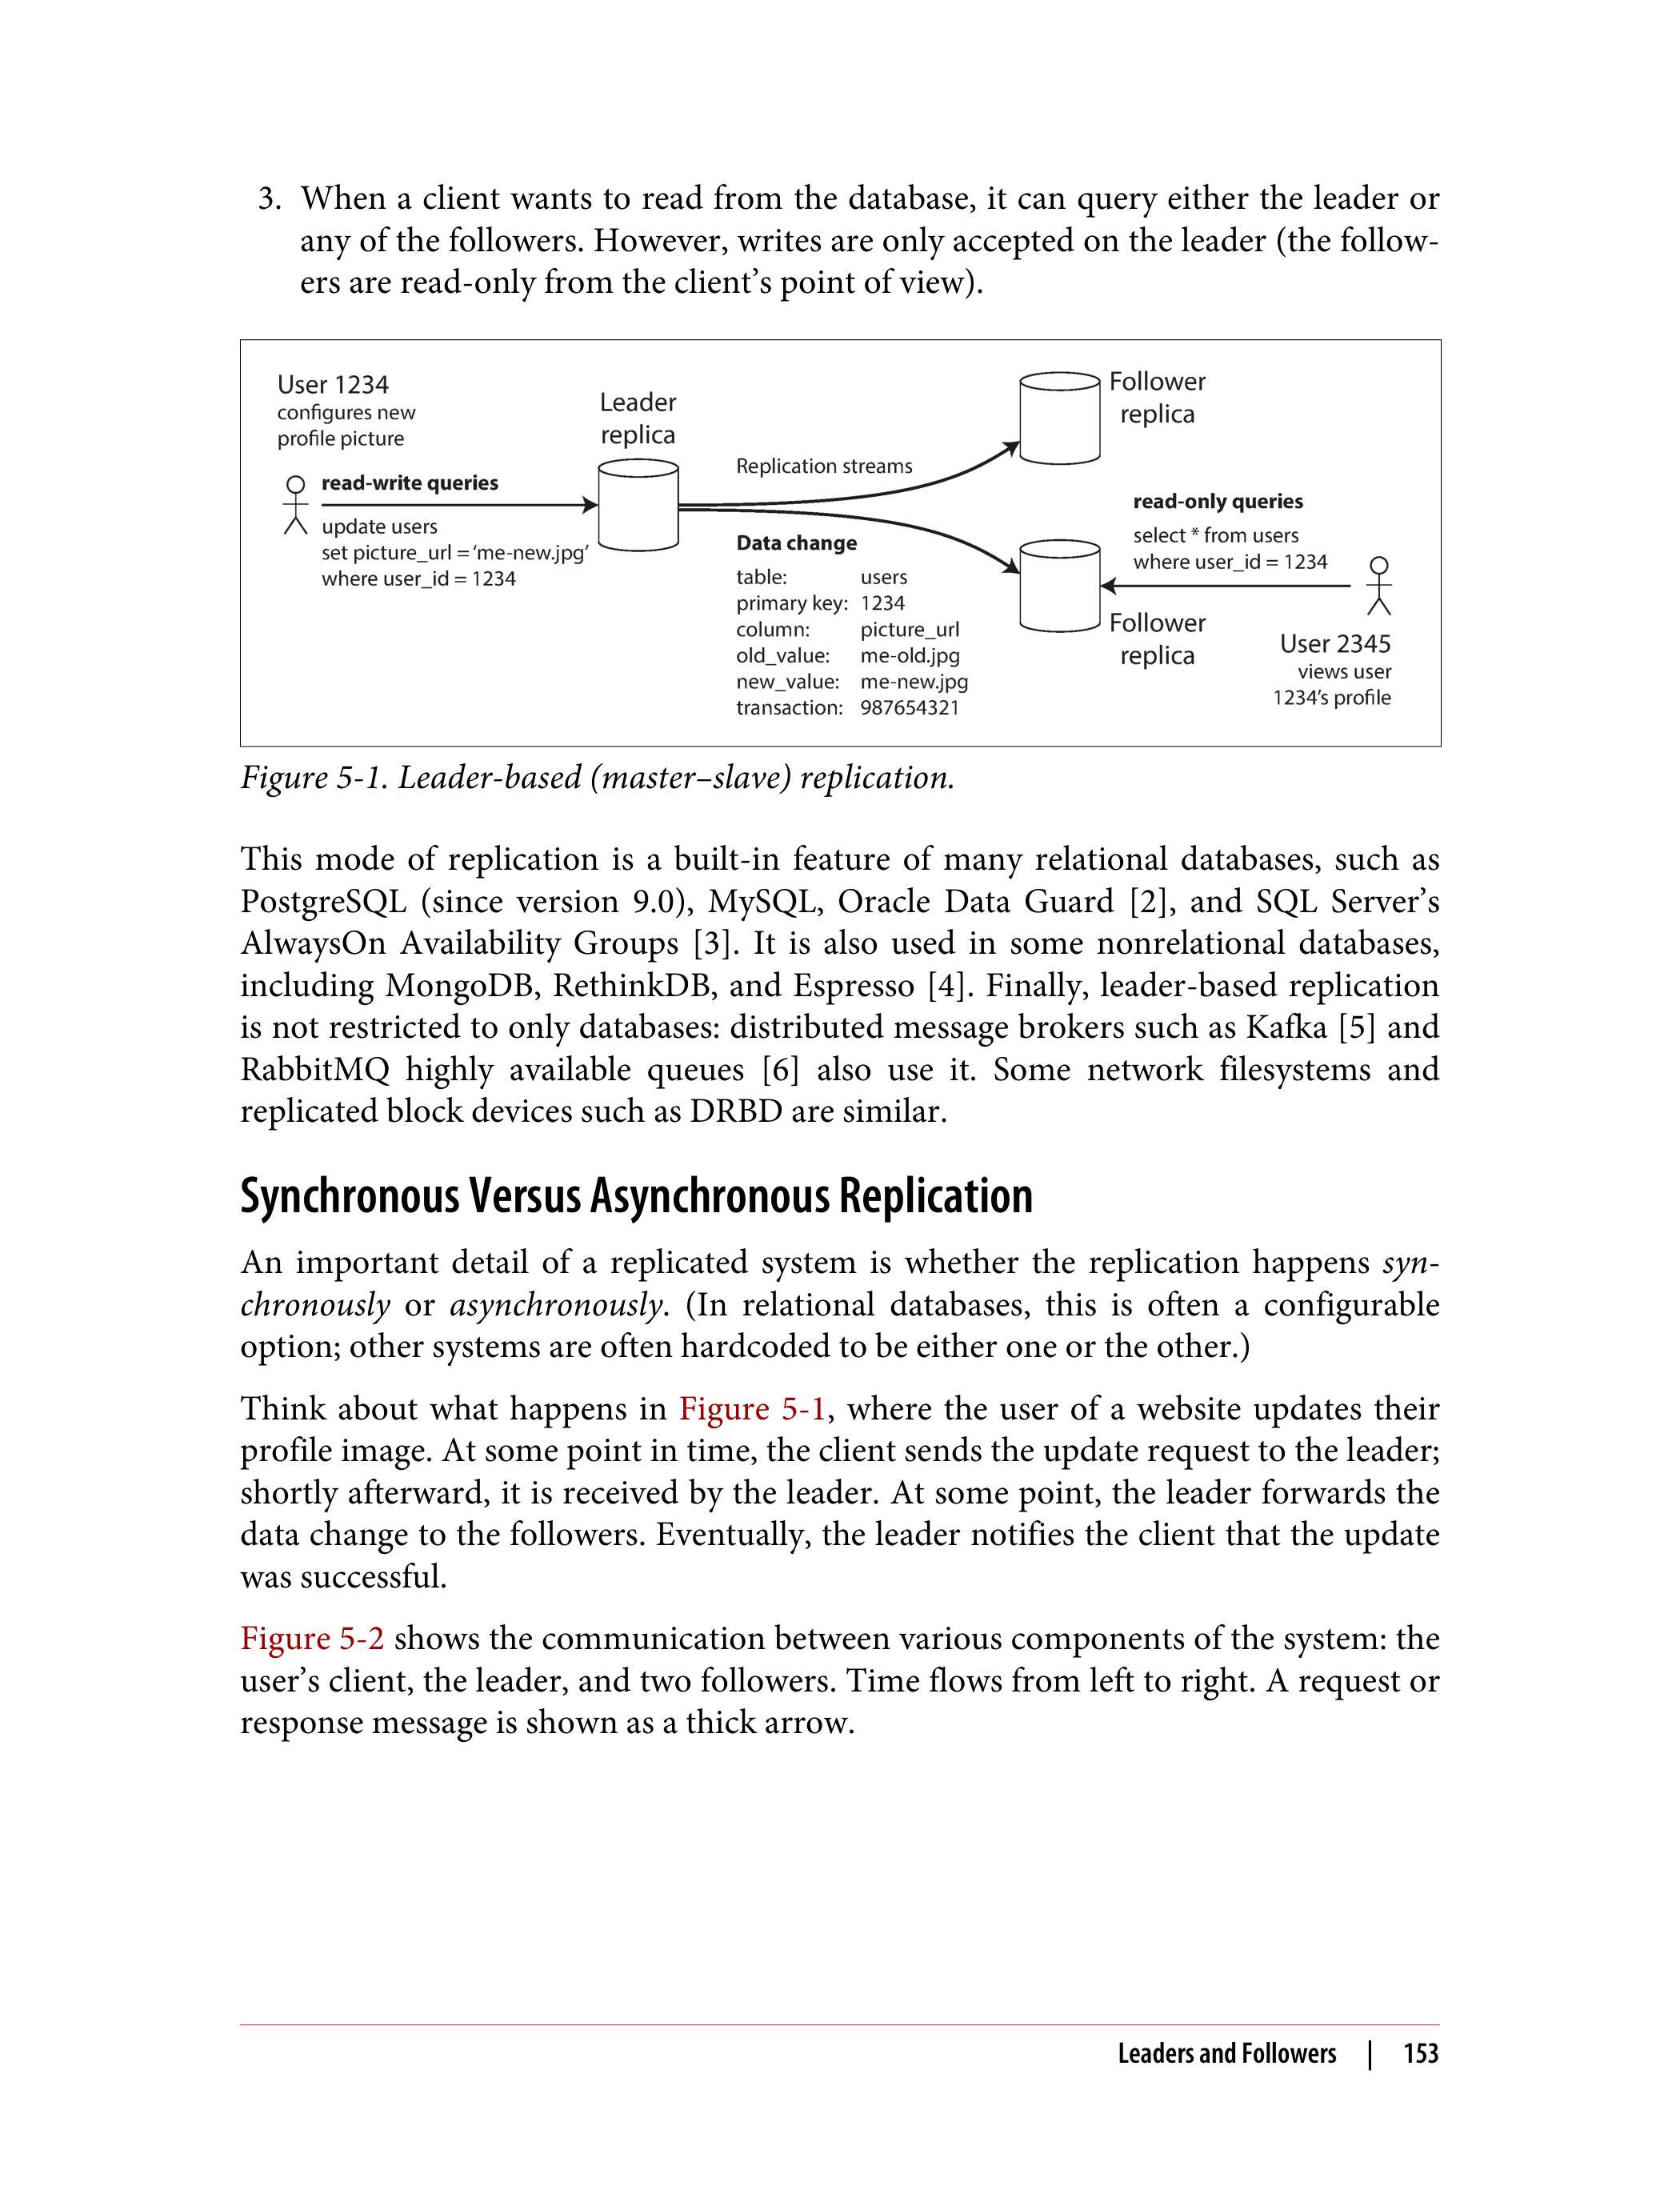 3. When a client wants to read from the database, it can query either the leader or
any of the followers. However, writes are only accepted on the leader (the follow-
ers are read-only from the client’s point of view).
User 1234
configures new
profile picture
read-write queries
update users
set picture_url = ‘me-new.jpg’
where user_id = 1234
Leader
replica
Replication streams
Data change
table: users
primary key: 1234
column: picture_url
old_value: me-old.jpg
new_value: me-new.jpg
transaction: 987654321
Follower
replica
read-only queries
select * from users
where user_id = 1234
Follower
replica
User 2345
views user
1234’s profile
Figure 5-1. Leader-based (master–slave) replication.
This mode of replication is a built-in feature of many relational databases, such as
PostgreSQL (since version 9.0), MySQL, Oracle Data Guard [2], and SQL Server’s
AlwaysOn Availability Groups [3]. It is also used in some nonrelational databases,
including MongoDB, RethinkDB, and Espresso [4]. Finally, leader-based replication
is not restricted to only databases: distributed message brokers such as Kafka [5] and
RabbitMQ highly available queues [6] also use it. Some network filesystems and
replicated block devices such as DRBD are similar.
Synchronous Versus Asynchronous Replication
An important detail of a replicated system is whether the replication happens syn-
chronously or asynchronously. (In relational databases, this is often a configurable
option; other systems are often hardcoded to be either one or the other.)
Think about what happens in Figure 5-1, where the user of a website updates their
profile image. At some point in time, the client sends the update request to the leader;
shortly afterward, it is received by the leader. At some point, the leader forwards the
data change to the followers. Eventually, the leader notifies the client that the update
was successful.
Figure 5-2 shows the communication between various components of the system: the
user’s client, the leader, and two followers. Time flows from left to right. A request or
response message is shown as a thick arrow.
Leaders and Followers | 153